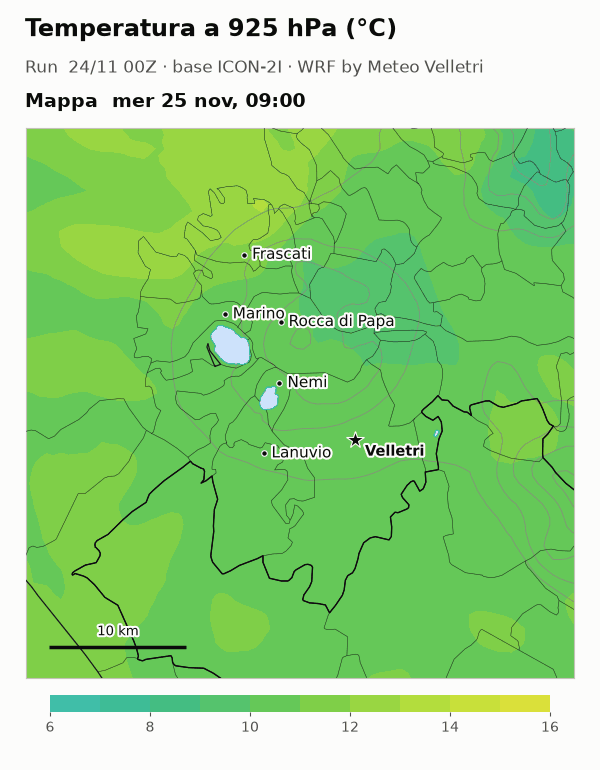 Temperatura a 925 hPa (°C)
Run 24/11 00Z · base ICON-2I · WRF by Meteo Velletri
Mappa mer 25 nov, 09:00
Frascati
Marino
Rocca di Papa
Nemi
Velletri
Lanuvio
10 km
6 8 10 12 14 16